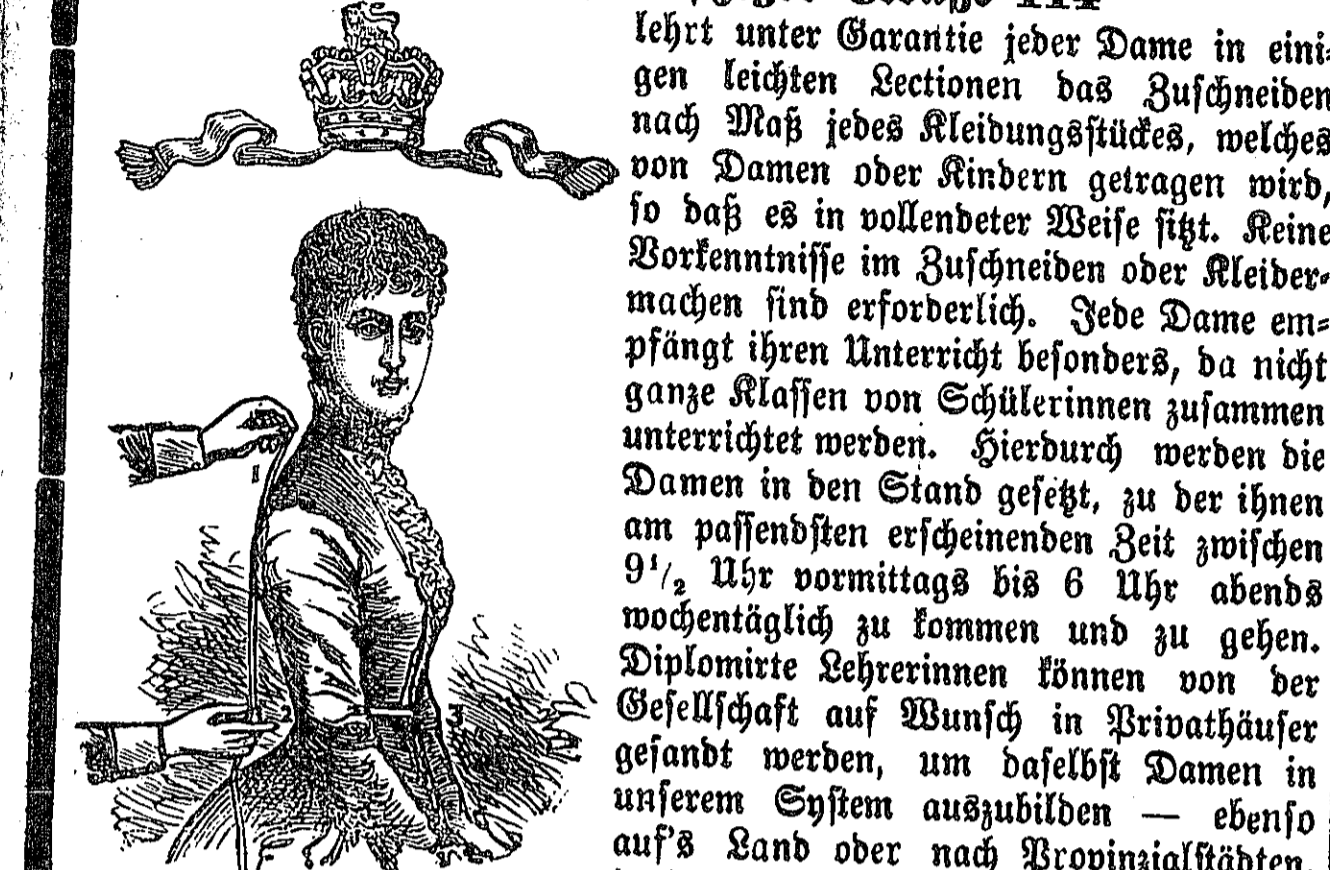 lehrt unter Garantie jeder Dame in eini-
gen leichten Lectionen das Zuschneiden
nach Maß jedes Kleidungsstückes, welches
von Damen oder Kindern getragen wird,
so daß es in vollendeter Weise sitzt. Keine
Vorkenntnisse im Zuschneiden oder Kleider-
machen sind erforderlich. Jede Dame em-
pfängt ihren Unterricht besonders, da nicht
ganze Klassen von Schülerinnen zusammen
unterrichtet werden. Hierdurch werden die
Damen in den Stand gesetzt, zu der ihnen
am passendsten erscheinenden Zeit zwischen
9¹/₂ Uhr vormittags bis 6 Uhr abends
wochentäglich zu kommen und zu gehen.
Diplomirte Lehrerinnen können von der
Gesellschaft auf Wunsch in Privathäuser
gesandt werden, um daselbst Damen in
unserem System auszubilden — ebenso
auf's Land oder nach Provinzialstädten.
1
2
3